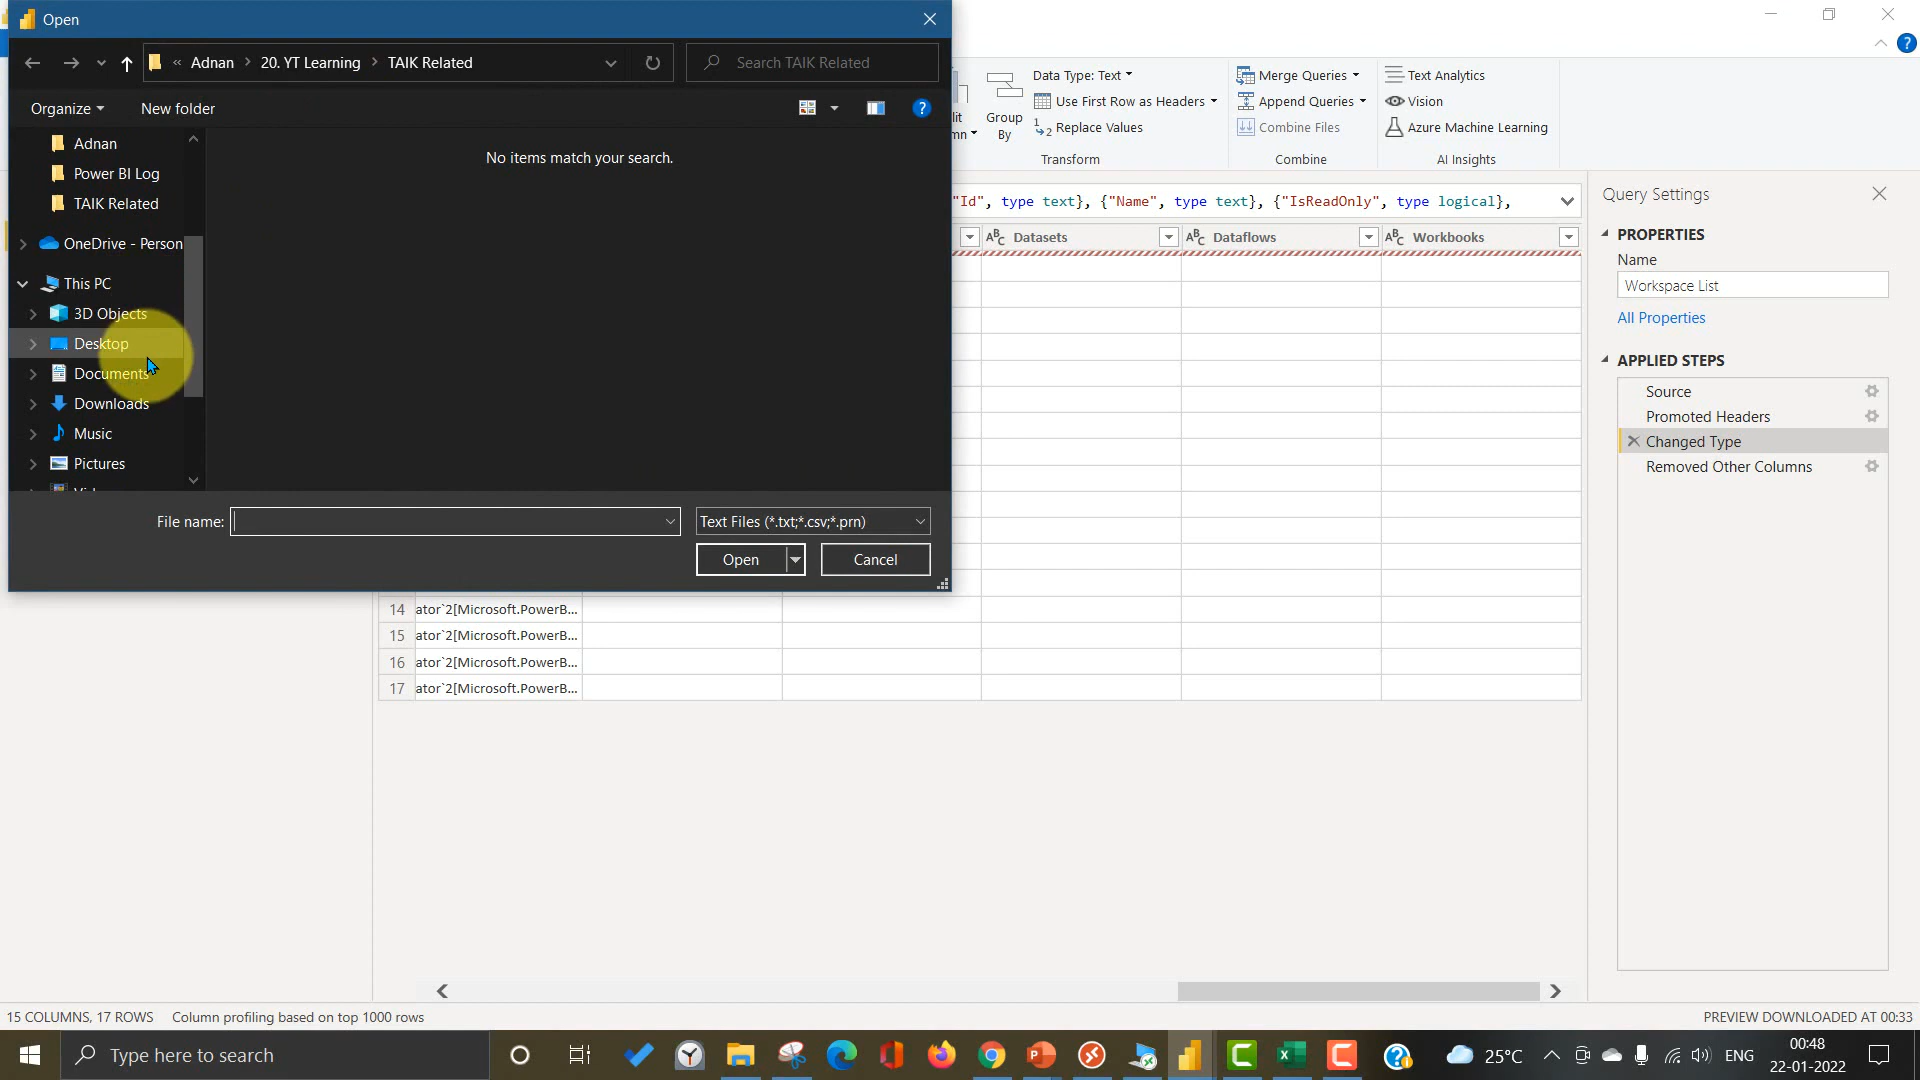 Open
« Adnan > 20. YT Learning > TAIK Related
Search TAIK Related
Organize
New folder
Adnan
Power BI Log
TAIK Related
OneDrive - Person
This PC
3D Objects
Desktop
Documents
Downloads
Music
Pictures
No items match your search.
File name:
Text Files (*.txt;*.csv;*.prn)
Open
Cancel
Group By
Data Type: Text
Use First Row as Headers
Replace Values
Transform
Merge Queries
Append Queries
Combine Files
Combine
Text Analytics
Vision
Azure Machine Learning
AI Insights
"Id", type text}, {"Name", type text}, {"IsReadOnly", type logical},
Datasets
Dataflows
Workbooks
14 ator`2[Microsoft.PowerB...
15 ator`2[Microsoft.PowerB...
16 ator`2[Microsoft.PowerB...
17 ator`2[Microsoft.PowerB...
Query Settings
PROPERTIES
Name
Workspace List
All Properties
APPLIED STEPS
Source
Promoted Headers
Changed Type
Removed Other Columns
15 COLUMNS, 17 ROWS
Column profiling based on top 1000 rows
PREVIEW DOWNLOADED AT 00:33
Type here to search
25°C
ENG
00:48
22-01-2022